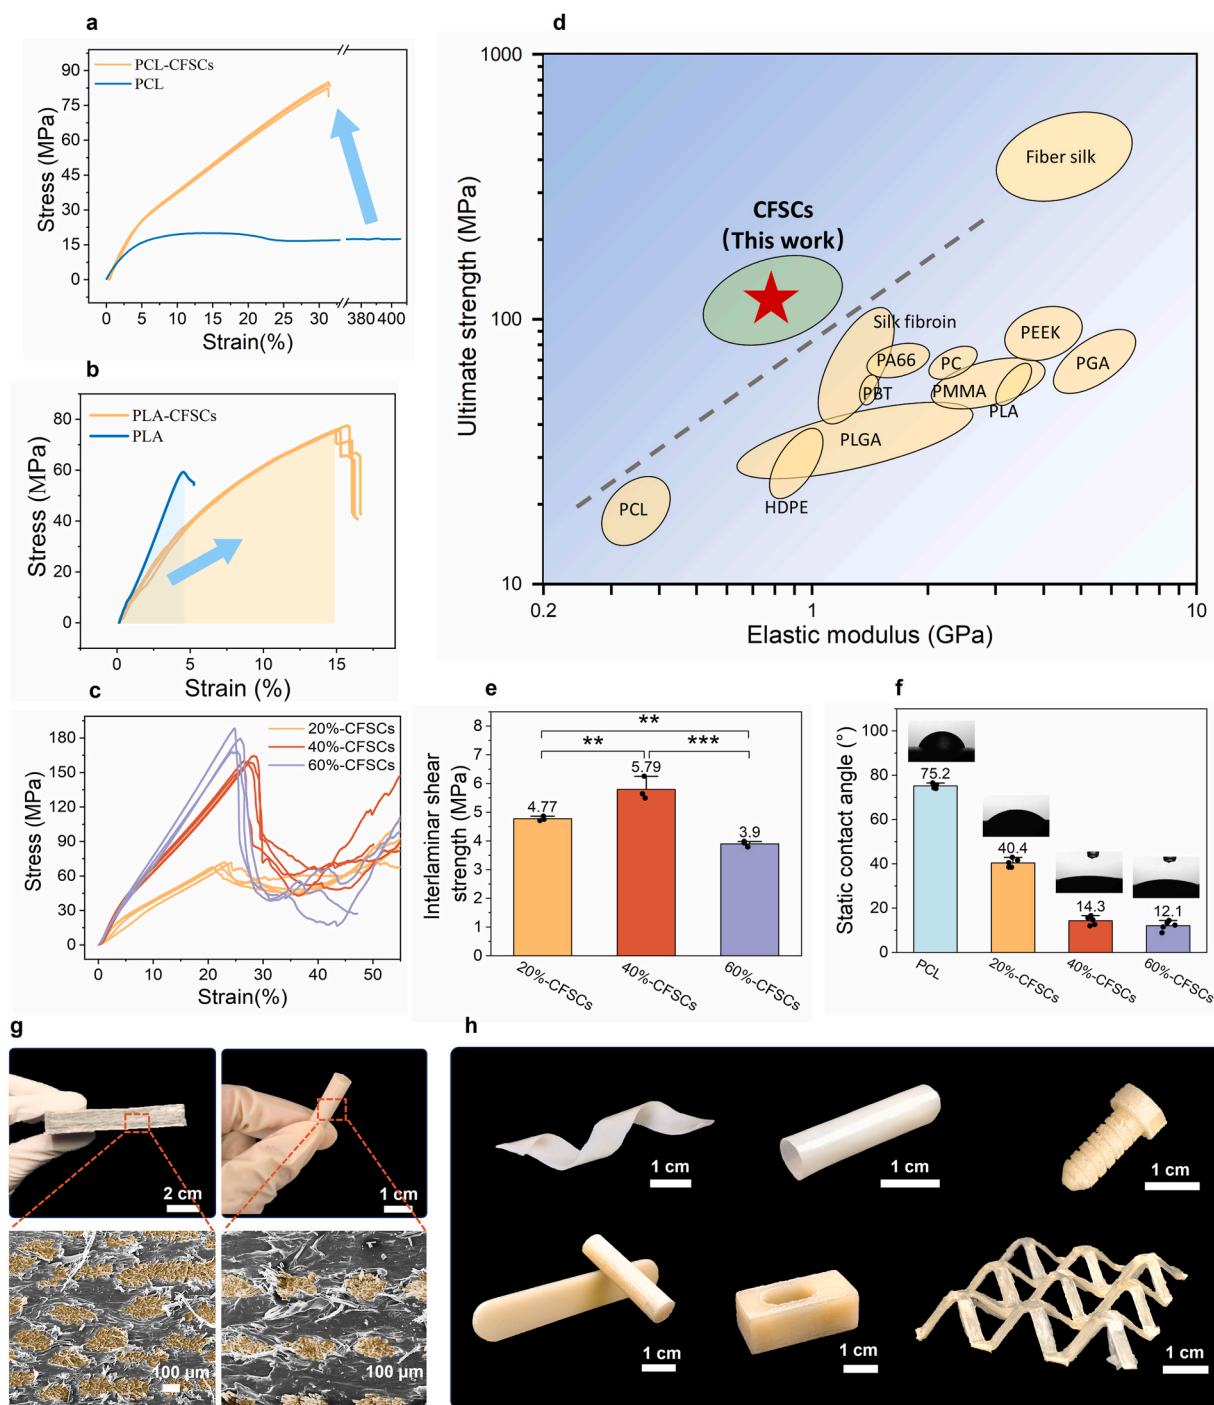 a
PCL-CFSCs
PCL
Stress (MPa)
90
75
60
45
30
15
0
0 5 10 15 20 25 30 380 400
Strain(%)
b
PLA-CFSCs
PLA
Stress (MPa)
80
60
40
20
0
0 5 10 15
Strain (%)
c
20%-CFSCs
40%-CFSCs
60%-CFSCs
Stress (MPa)
180
150
120
90
60
30
0
0 10 20 30 40 50
Strain(%)
d
Ultimate strength (MPa)
1000
100
10
0.2 1 10
Elastic modulus (GPa)
Fiber silk
CFSCs
(This work)
Silk fibroin
PEEK
PA66
PC
PGA
PBT
PMMA
PLA
PLGA
PCL
HDPE
e
Interlaminar shear
strength (MPa)
8
7
6
5
4
3
2
1
0
**
** ***
4.77
5.79
3.9
20%-CFSCs
40%-CFSCs
60%-CFSCs
f
Static contact angle (°)
100
80
60
40
20
0
75.2
40.4
14.3
12.1
PCL
20%-CFSCs
40%-CFSCs
60%-CFSCs
g
2 cm
1 cm
100 µm
100 µm
h
1 cm
1 cm
1 cm
1 cm
1 cm
1 cm